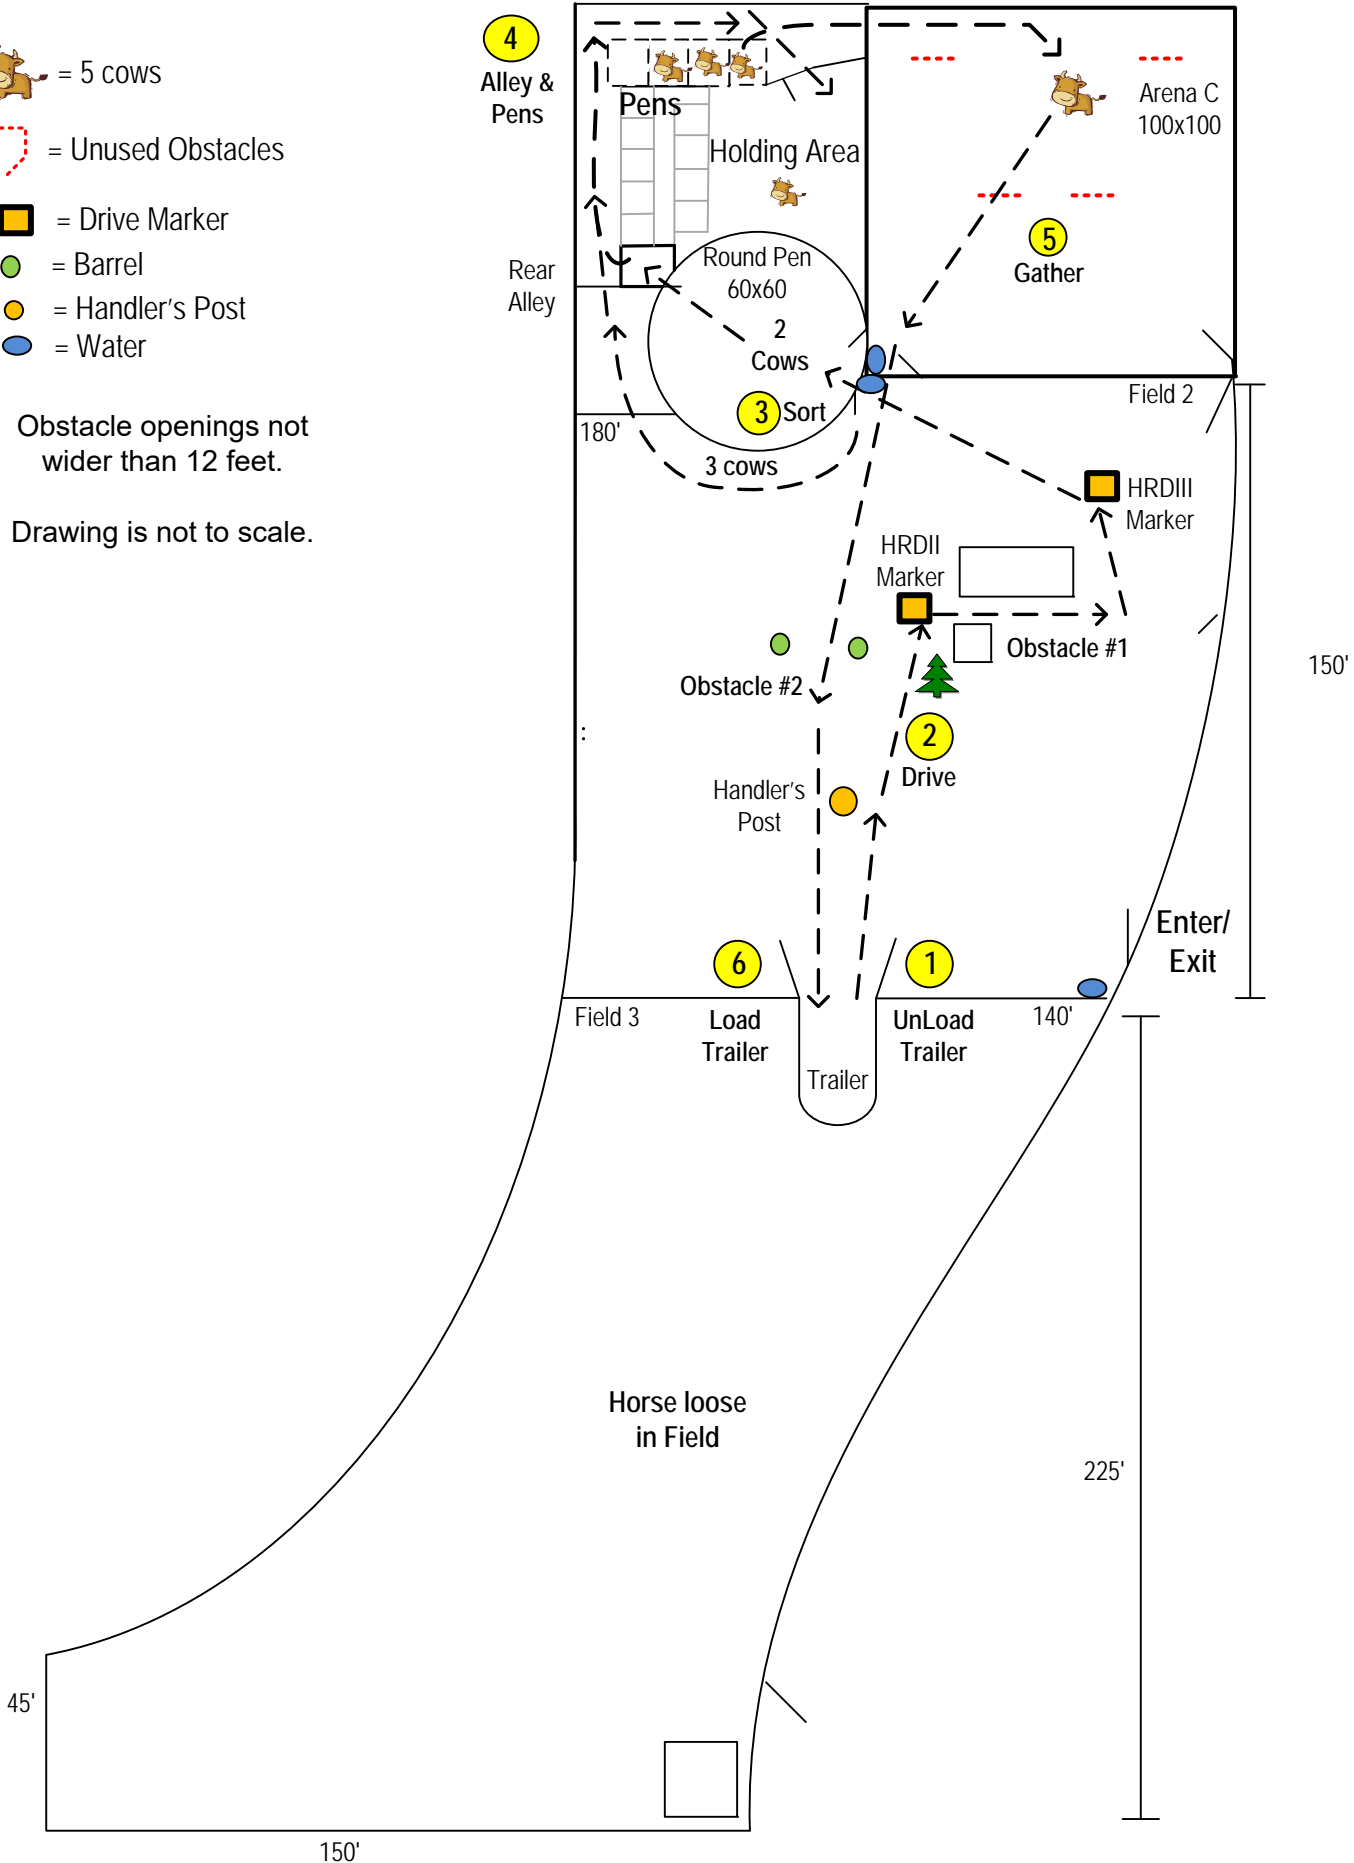 = 5 cows
= Unused Obstacles
= Drive Marker
= Barrel
= Handler's Post
= Water
Obstacle openings not
wider than 12 feet.
Drawing is not to scale.
4
Alley &
Pens
Pens
Holding Area
Arena C
100x100
5
Gather
Rear
Alley
Round Pen
60x60
2
Cows
3 Sort
180'
3 cows
Field 2
HRDIII
Marker
HRDII
Marker
Obstacle #1
150'
Obstacle #2
2
Drive
Handler's
Post
Enter/
Exit
6
1
Field 3
Load
Trailer
UnLoad
Trailer
140'
Trailer
Horse loose
in Field
225'
45'
150'